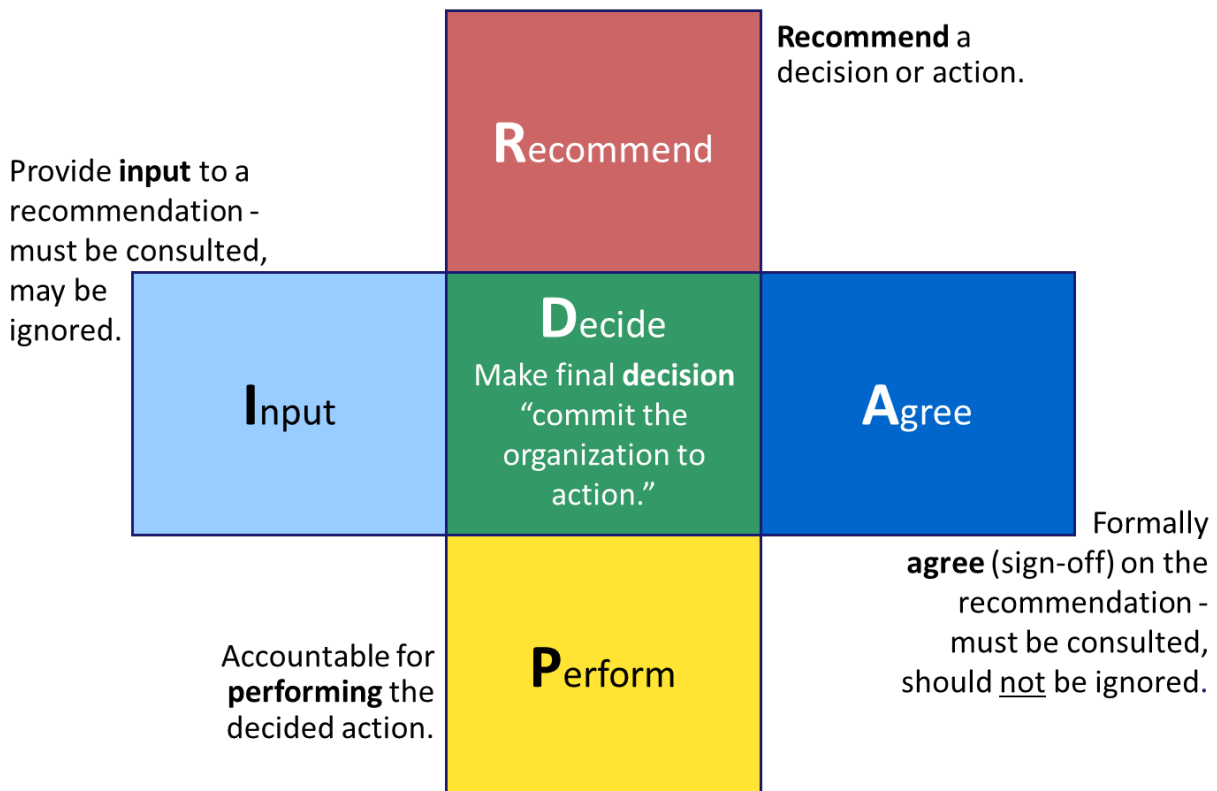 Recommend a
decision or action.
Recommend
Provide input to a
recommendation -
must be consulted,
may be
ignored.
Input
Decide
Make final decision
“commit the
organization to
action.”
Agree
Formally
agree (sign-off) on the
recommendation -
must be consulted,
should not be ignored.
Perform
Accountable for
performing the
decided action.